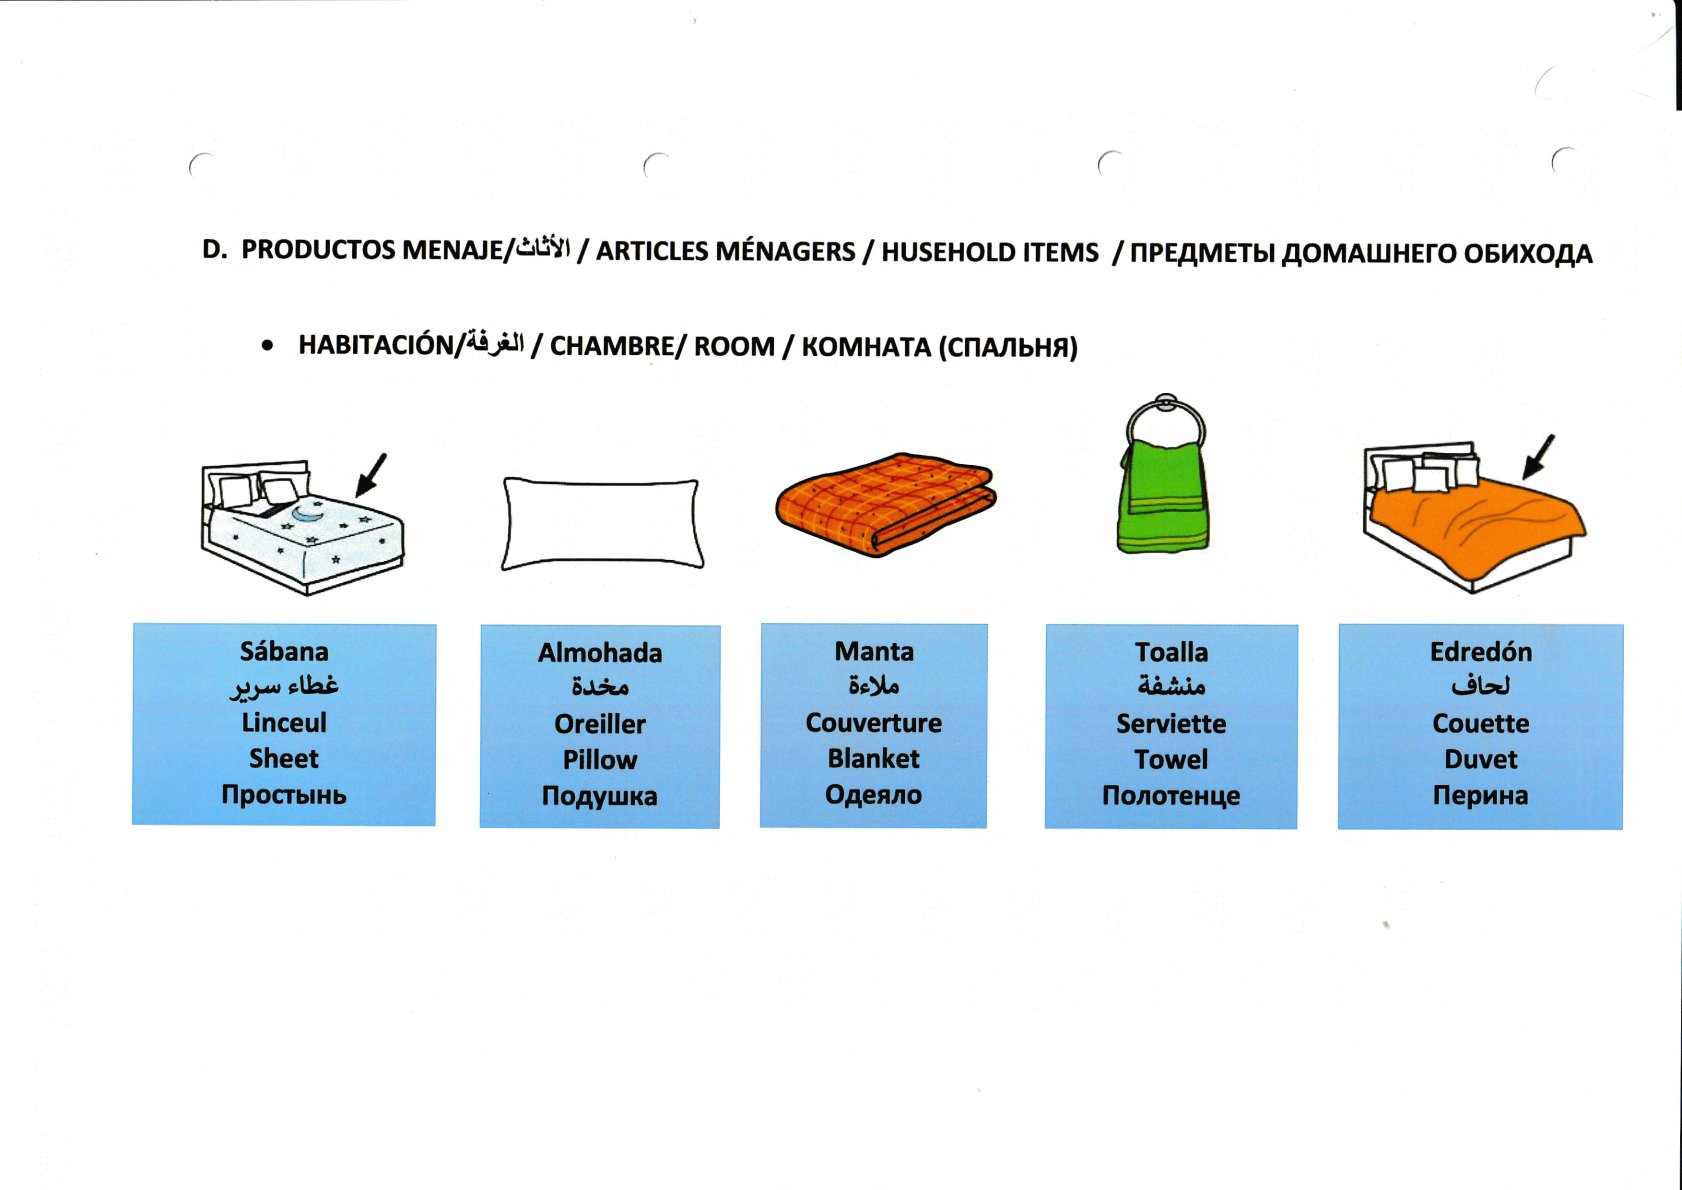 D. PRODUCTOS MENAJE/الأثاث / ARTICLES MÉNAGERS / HUSEHOLD ITEMS / ПРЕДМЕТЫ ДОМАШНЕГО ОБИХОДА
• HABITACIÓN/الغرفة / CHAMBRE/ ROOM / КОМНАТА (СПАЛЬНЯ)
Sábana
غطاء سرير
Linceul
Sheet
Простынь
Almohada
مخدة
Oreiller
Pillow
Подушка
Manta
ملاءة
Couverture
Blanket
Одеяло
Toalla
منشفة
Serviette
Towel
Полотенце
Edredón
لحاف
Couette
Duvet
Перина